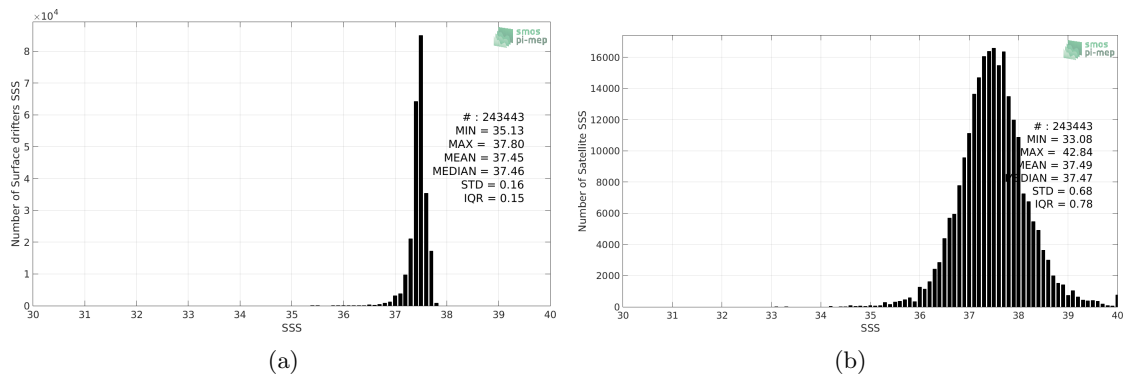 ×10⁴
smos
pi-mep
Number of Surface drifters SSS
8
7
6
5
4
3
2
1
0
# : 243443
MIN = 35.13
MAX = 37.80
MEAN = 37.45
MEDIAN = 37.46
STD = 0.16
IQR = 0.15
30 31 32 33 34 35 36 37 38 39 40
SSS
(a)
smos
pi-mep
Number of Satellite SSS
16000
14000
12000
10000
8000
6000
4000
2000
0
# : 243443
MIN = 33.08
MAX = 42.84
MEAN = 37.49
MEDIAN = 37.47
STD = 0.68
IQR = 0.78
30 31 32 33 34 35 36 37 38 39 40
SSS
(b)